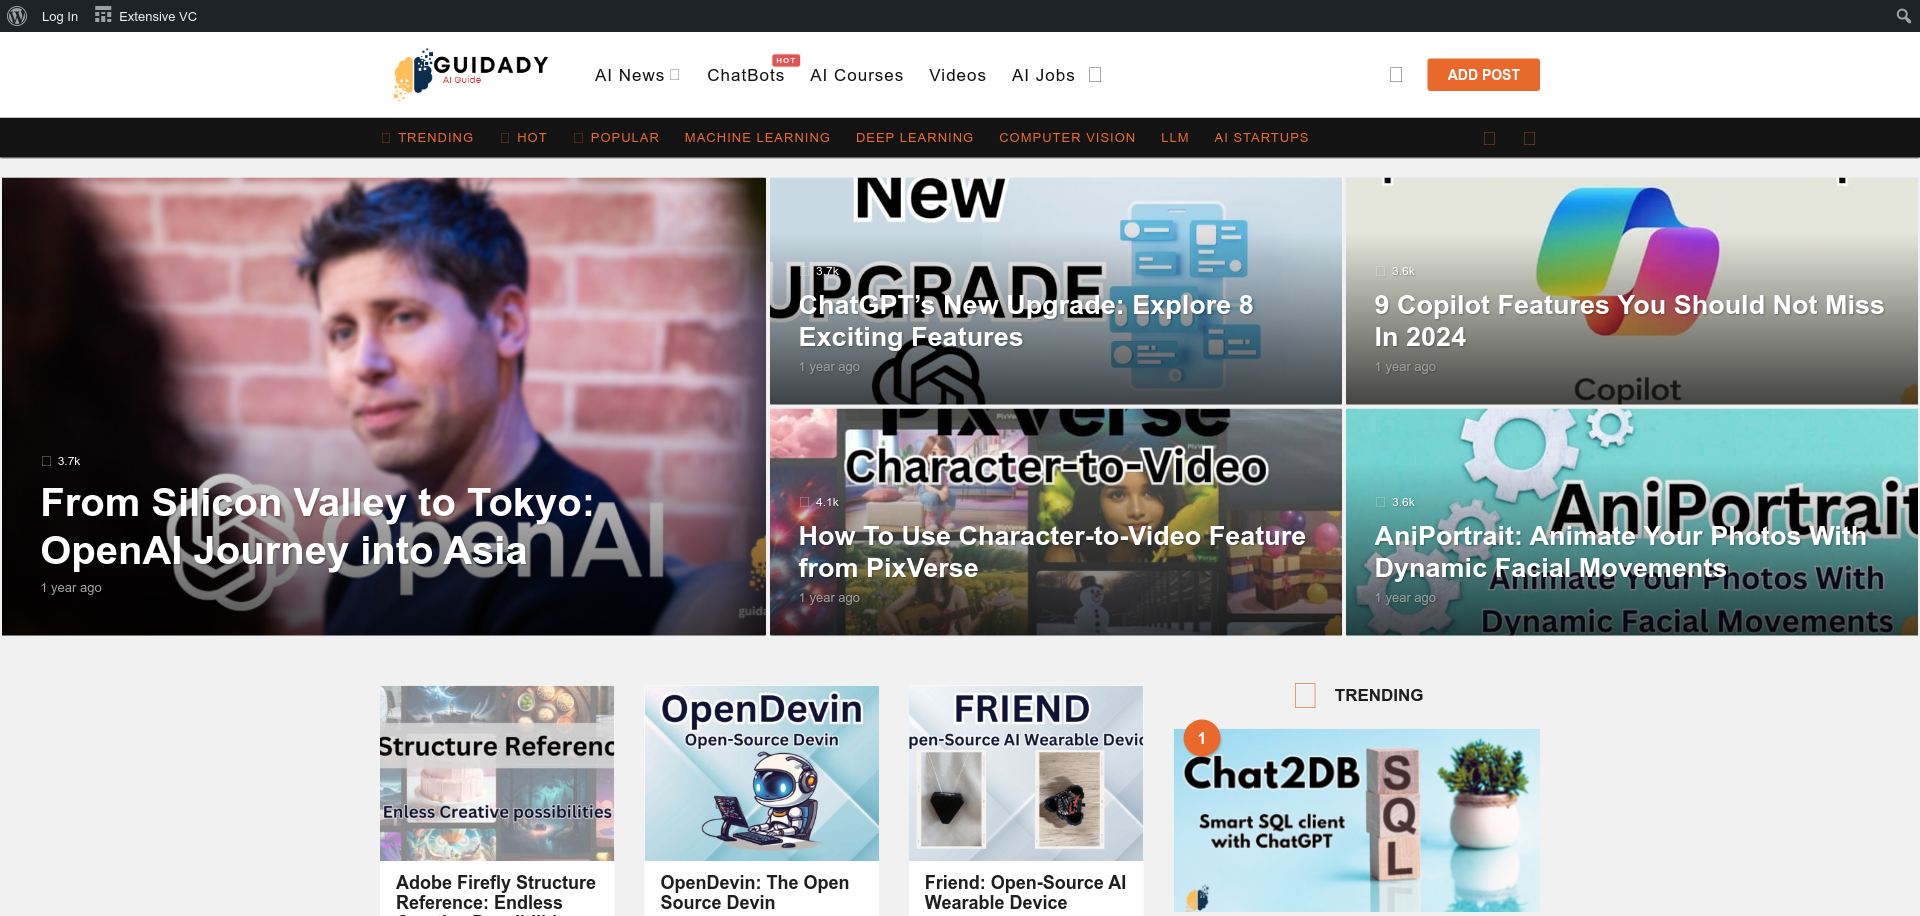 Log In
Extensive VC
GUIDADY
AI Guide
AI News
ChatBots
HOT
AI Courses
Videos
AI Jobs
ADD POST
TRENDING
HOT
POPULAR
MACHINE LEARNING
DEEP LEARNING
COMPUTER VISION
LLM
AI STARTUPS
OpenAI
3.7k
From Silicon Valley to Tokyo:
OpenAI Journey into Asia
1 year ago
New
UPGRADE
3.7k
ChatGPT’s New Upgrade: Explore 8
Exciting Features
1 year ago
3.6k
9 Copilot Features You Should Not Miss
In 2024
1 year ago
Copilot
PixVerse
Character-to-Video
4.1k
How To Use Character-to-Video Feature
from PixVerse
1 year ago
AniPortrait
3.6k
AniPortrait: Animate Your Photos With
Dynamic Facial Movements
1 year ago
Animate Your Photos With
Dynamic Facial Movements
Structure Referenc
Enless Creative possibilities
Adobe Firefly Structure
Reference: Endless
OpenDevin
Open-Source Devin
OpenDevin: The Open
Source Devin
FRIEND
pen-Source AI Wearable Devic
Friend: Open-Source AI
Wearable Device
TRENDING
1
Chat2DB
Smart SQL client
with ChatGPT
S
Q
L